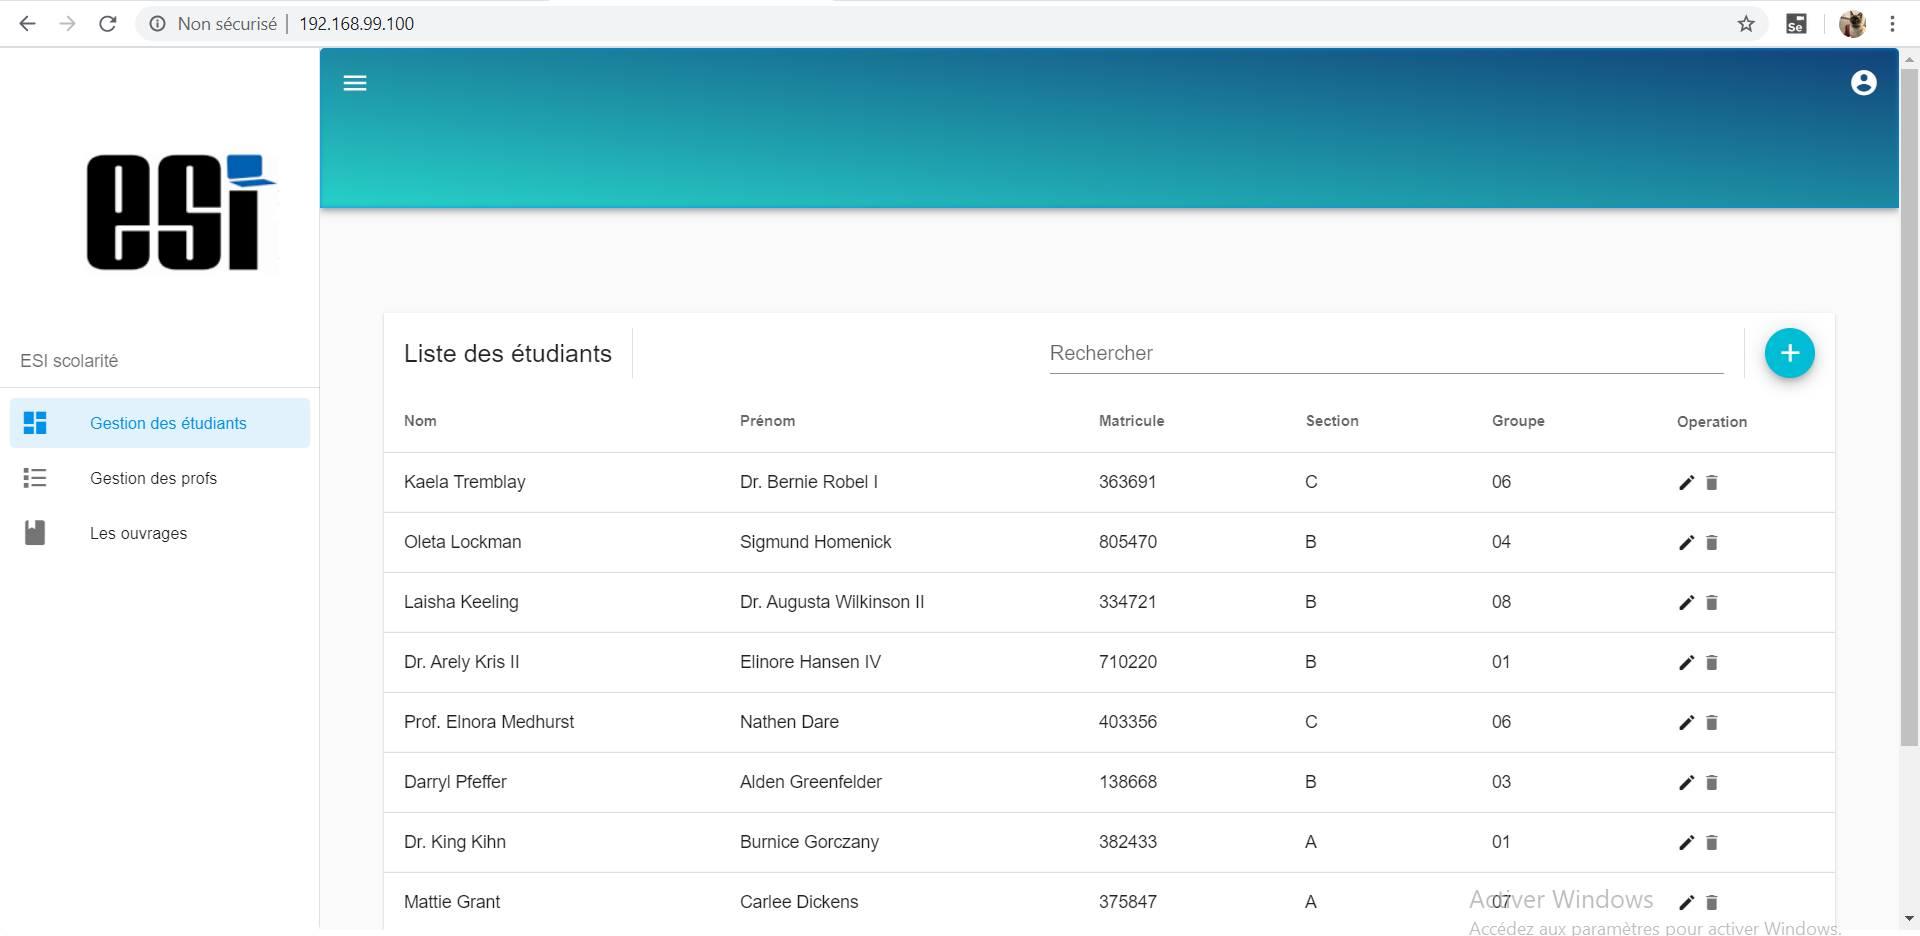 Non sécurisé | 192.168.99.100
Se
esi
ESI scolarité
Gestion des étudiants
Gestion des profs
Les ouvrages
Liste des étudiants Rechercher +
Nom Prénom Matricule Section Groupe Operation
Kaela Tremblay Dr. Bernie Robel I 363691 C 06
Oleta Lockman Sigmund Homenick 805470 B 04
Laisha Keeling Dr. Augusta Wilkinson II 334721 B 08
Dr. Arely Kris II Elinore Hansen IV 710220 B 01
Prof. Elnora Medhurst Nathen Dare 403356 C 06
Darryl Pfeffer Alden Greenfelder 138668 B 03
Dr. King Kihn Burnice Gorczany 382433 A 01
Mattie Grant Carlee Dickens 375847 A 07
Activer Windows
Accédez aux paramètres pour activer Windows.